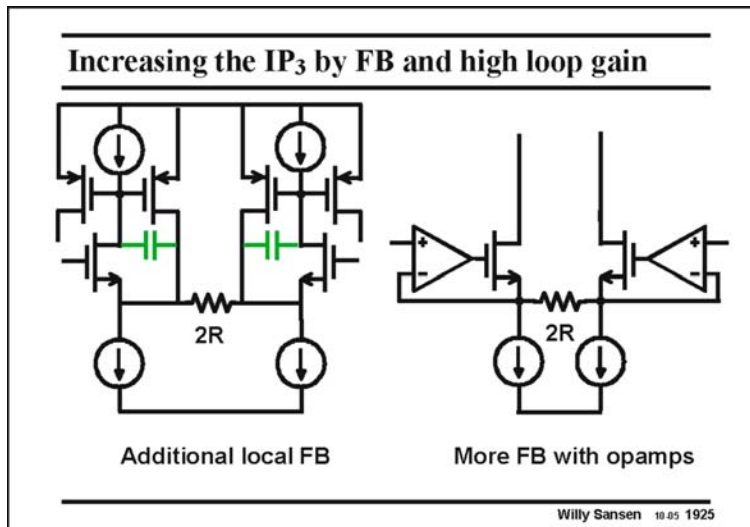 Increasing the IP₃ by FB and high loop gain
+
-
+
-
2R
2R
Additional local FB
More FB with opamps
Willy Sansen 10-05 1925